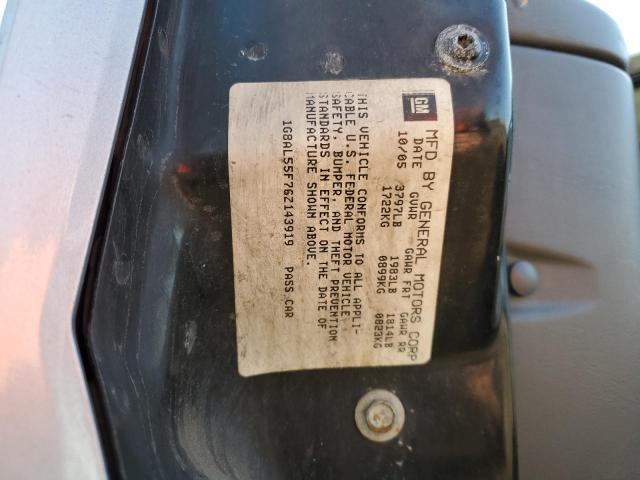 GM MFD BY GENERAL MOTORS CORP
DATE GVWR GAWR FRT GAWR RR
10/05 3797LB 1983LB 1814LB
1722KG 0899KG 0823KG
THIS VEHICLE CONFORMS TO ALL APPLI-
CABLE U.S. FEDERAL MOTOR VEHICLE
SAFETY, BUMPER, AND THEFT PREVENTION
STANDARDS IN EFFECT ON THE DATE OF
MANUFACTURE SHOWN ABOVE.
1G8AL55F76Z143919 PASS CAR